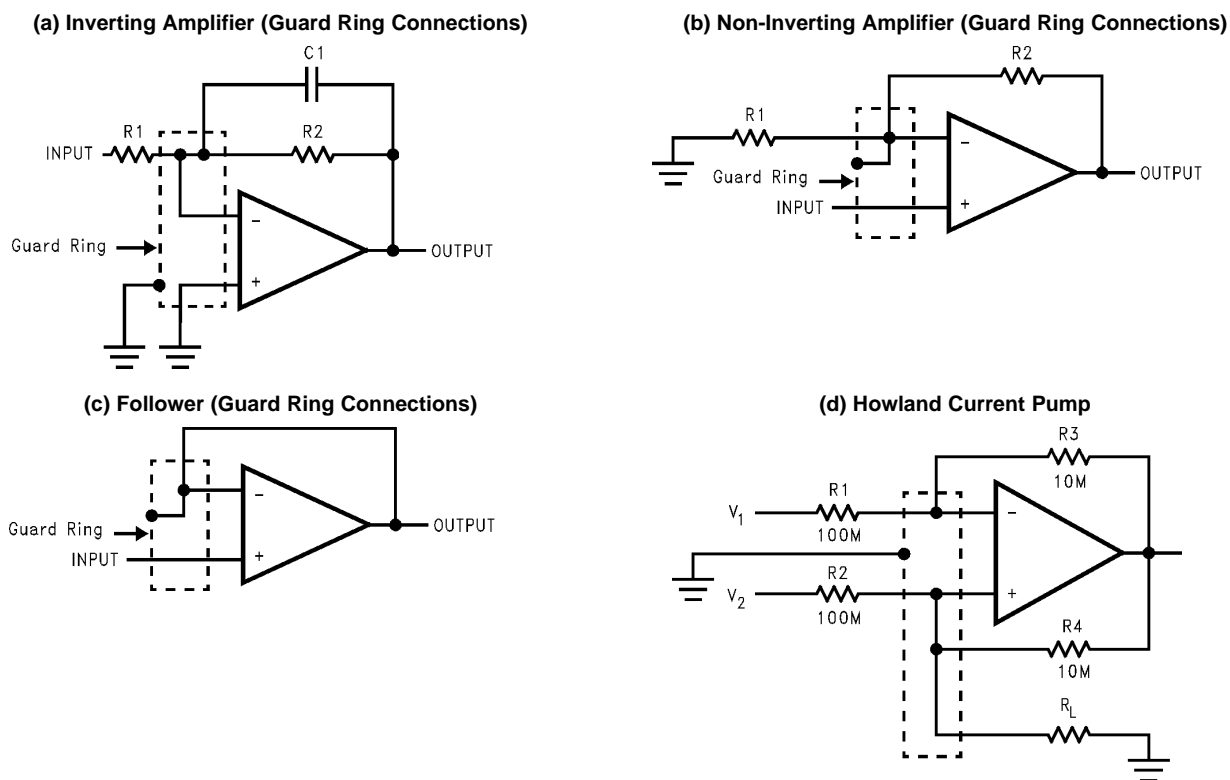 (a) Inverting Amplifier (Guard Ring Connections)
C1
R1
INPUT
R2
-
+
Guard Ring
OUTPUT
(b) Non-Inverting Amplifier (Guard Ring Connections)
R2
R1
-
Guard Ring
INPUT
+
OUTPUT
(c) Follower (Guard Ring Connections)
-
Guard Ring
INPUT
+
OUTPUT
(d) Howland Current Pump
R3
10M
R1
V1
100M
-
R2
V2
100M
+
R4
10M
RL